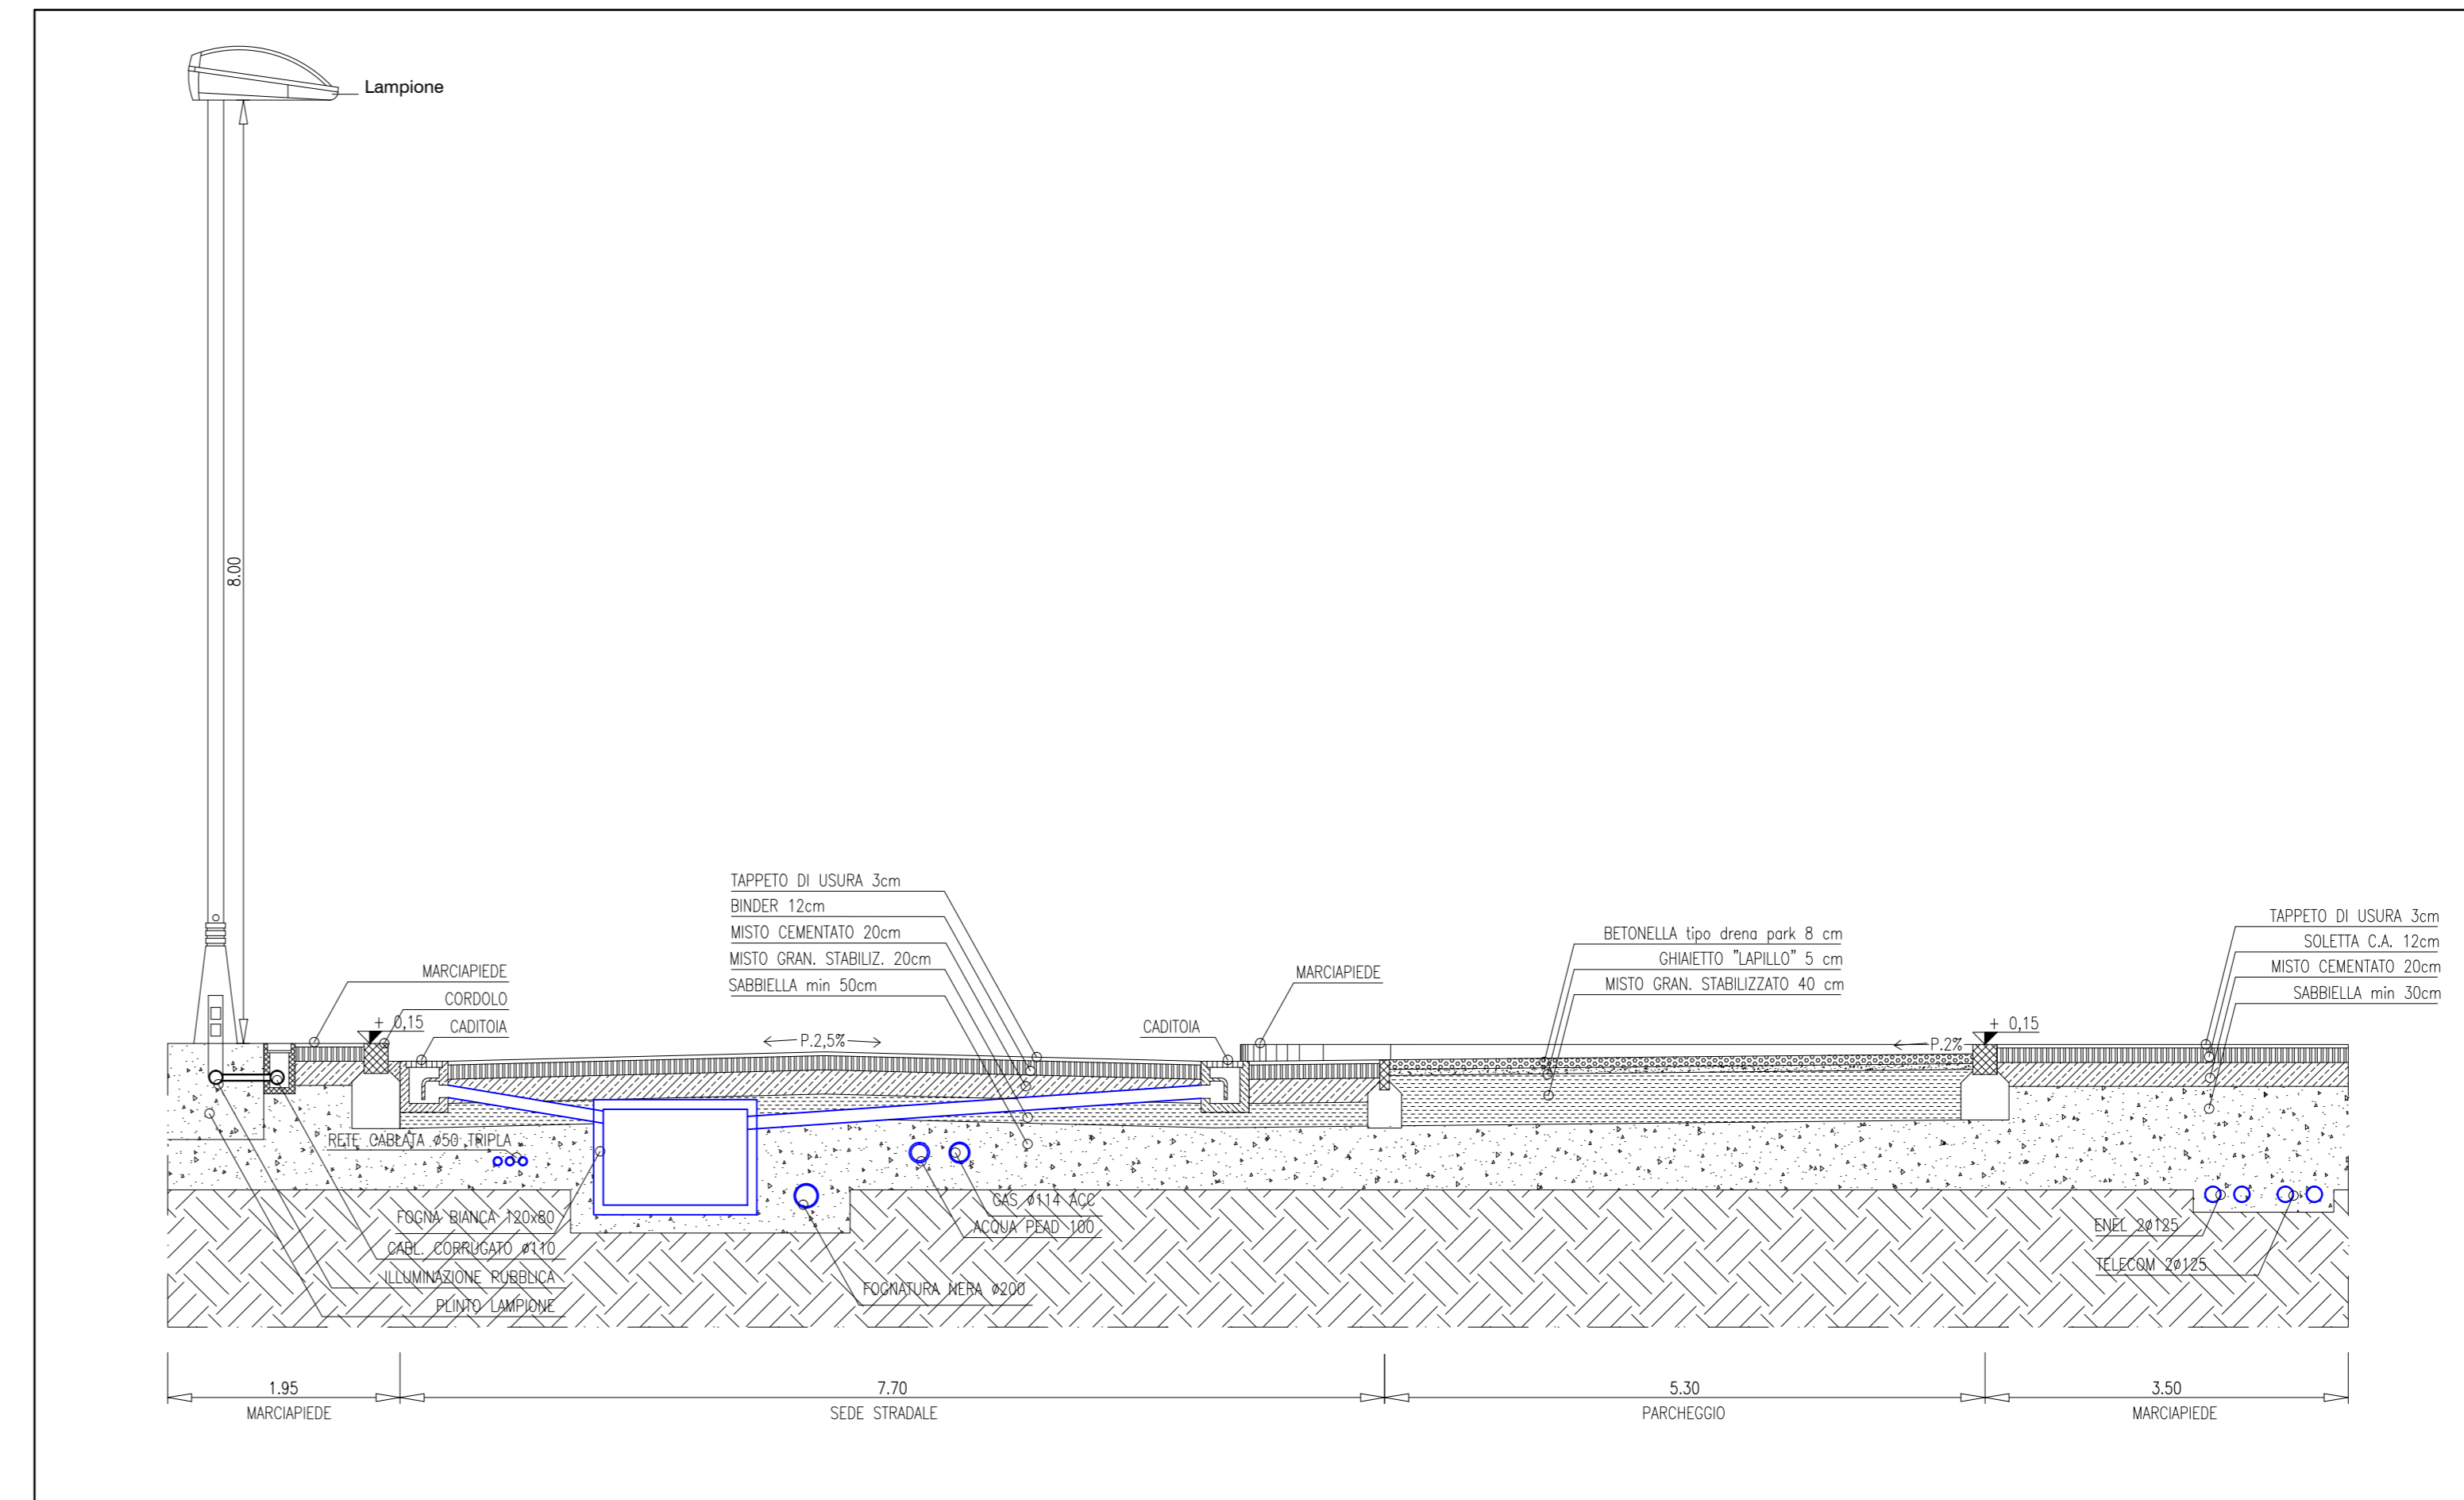 Lampione
8.00
TAPPETO DI USURA 3cm
BINDER 12cm
MISTO CEMENTATO 20cm
MISTO GRAN. STABILIZ. 20cm
SABBIELLA min 50cm
BETONELLA tipo drena park 8 cm
GHIAIETTO "LAPILLO" 5 cm
MISTO GRAN. STABILIZZATO 40 cm
TAPPETO DI USURA 3cm
SOLETTA C.A. 12cm
MISTO CEMENTATO 20cm
SABBIELLA min 30cm
MARCIAPIEDE
CORDOLO
+ 0,15
CADITOIA
P.2,5%
CADITOIA
MARCIAPIEDE
P.2%
+ 0,15
RETE CABLATA ø50 TRIPLA
FOGNA BIANCA 120x80
CABL. CORRUGATO ø110
ILLUMINAZIONE PUBBLICA
PLINTO LAMPIONE
GAS ø114 ACC
ACQUA PEAD 100
FOGNATURA NERA ø200
ENEL 2ø125
TELECOM 2ø125
1.95
MARCIAPIEDE
7.70
SEDE STRADALE
5.30
PARCHEGGIO
3.50
MARCIAPIEDE